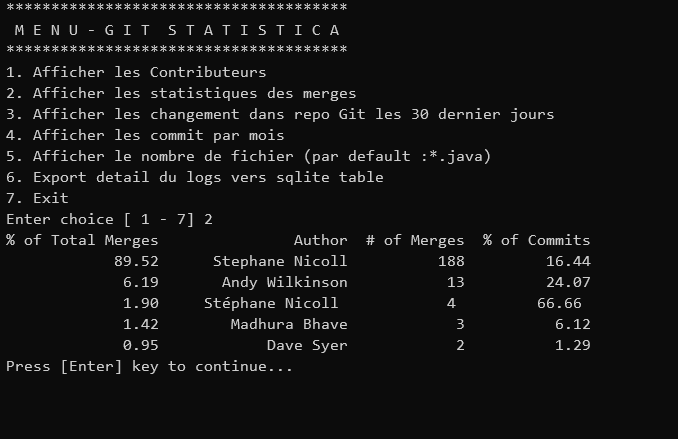 **************************************
M E N U - G I T  S T A T I S T I C A
**************************************
1. Afficher les Contributeurs
2. Afficher les statistiques des merges
3. Afficher les changement dans repo Git les 30 dernier jours
4. Afficher les commit par mois
5. Afficher le nombre de fichier (par default :*.java)
6. Export detail du logs vers sqlite table
7. Exit
Enter choice [ 1 - 7] 2
% of Total Merges Author # of Merges % of Commits
89.52 Stephane Nicoll 188 16.44
6.19 Andy Wilkinson 13 24.07
1.90 Stéphane Nicoll 4 66.66
1.42 Madhura Bhave 3 6.12
0.95 Dave Syer 2 1.29
Press [Enter] key to continue...